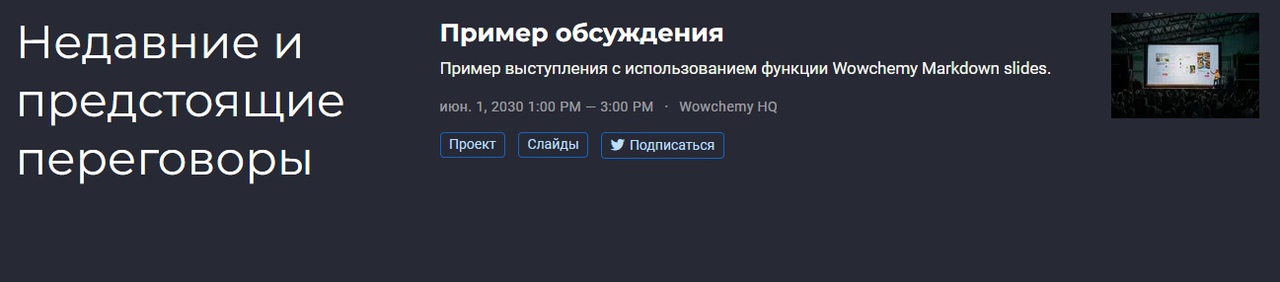 Недавние и
предстоящие
переговоры
Пример обсуждения
Пример выступления с использованием функции Wowchemy Markdown slides.
июн. 1, 2030 1:00 PM — 3:00 PM · Wowchemy HQ
Проект Слайды Подписаться